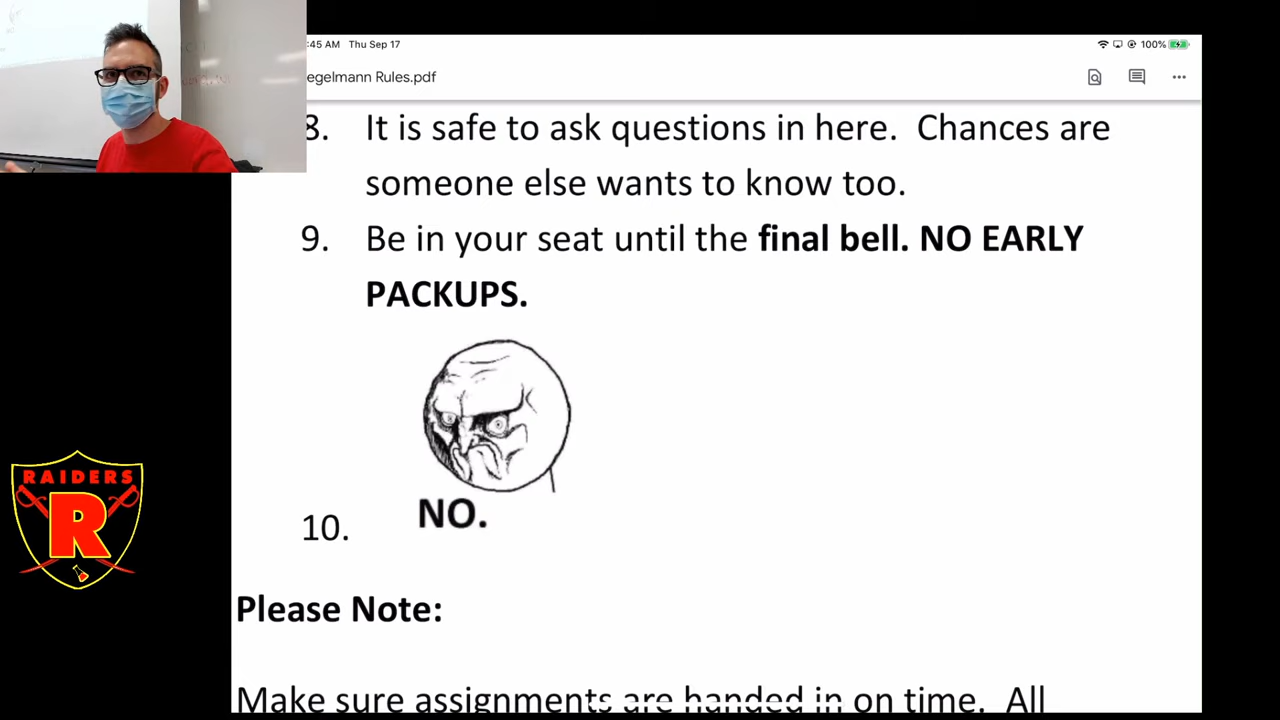 :45 AM Thu Sep 17
100%
egelmann Rules.pdf
8. It is safe to ask questions in here. Chances are
someone else wants to know too.
9. Be in your seat until the final bell. NO EARLY
PACKUPS.
NO.
10.
RAIDERS
R
Please Note:
Make sure assignments are handed in on time. All